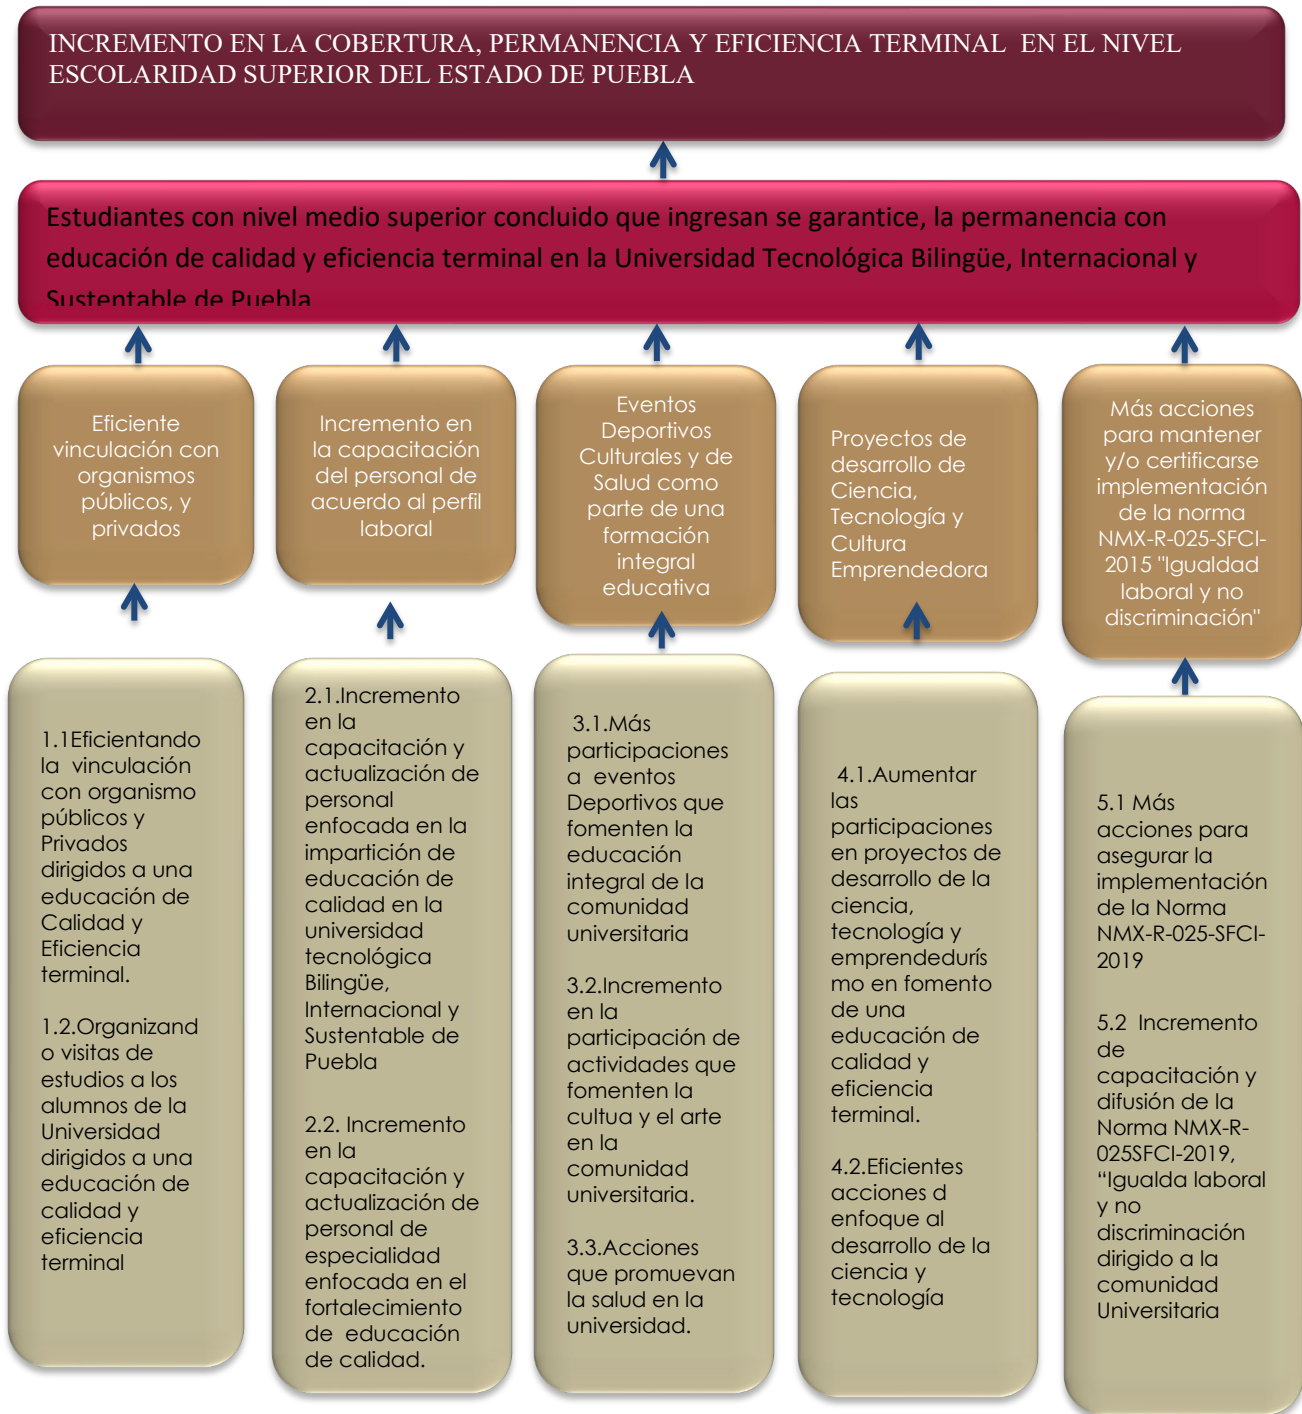 INCREMENTO EN LA COBERTURA, PERMANENCIA Y EFICIENCIA TERMINAL EN EL NIVEL
ESCOLARIDAD SUPERIOR DEL ESTADO DE PUEBLA
Estudiantes con nivel medio superior concluido que ingresan se garantice, la permanencia con
educación de calidad y eficiencia terminal en la Universidad Tecnológica Bilingüe, Internacional y
Sustentable de Puebla
Eficiente
vinculación con
organismos
públicos, y
privados
Incremento en
la capacitación
del personal de
acuerdo al perfil
laboral
Eventos
Deportivos
Culturales y de
Salud como
parte de una
formación
integral
educativa
Proyectos de
desarrollo de
Ciencia,
Tecnología y
Cultura
Emprendedora
Más acciones
para mantener
y/o certificarse
implementación
de la norma
NMX-R-025-SFCI-
2015 "Igualdad
laboral y no
discriminación"
1.1Eficientando
la vinculación
con organismo
públicos y
Privados
dirigidos a una
educación de
Calidad y
Eficiencia
terminal.
1.2.Organizand
o visitas de
estudios a los
alumnos de la
Universidad
dirigidos a una
educación de
calidad y
eficiencia
terminal
2.1.Incremento
en la
capacitación y
actualización de
personal
enfocada en la
impartición de
educación de
calidad en la
universidad
tecnológica
Bilingüe,
Internacional y
Sustentable de
Puebla
2.2. Incremento
en la
capacitación y
actualización de
personal de
especialidad
enfocada en el
fortalecimiento
de educación
de calidad.
3.1.Más
participaciones
a eventos
Deportivos que
fomenten la
educación
integral de la
comunidad
universitaria
3.2.Incremento
en la
participación de
actividades que
fomenten la
cultua y el arte
en la
comunidad
universitaria.
3.3.Acciones
que promuevan
la salud en la
universidad.
4.1.Aumentar
las
participaciones
en proyectos de
desarrollo de la
ciencia,
tecnología y
emprendedurís
mo en fomento
de una
educación de
calidad y
eficiencia
terminal.
4.2.Eficientes
acciones d
enfoque al
desarrollo de la
ciencia y
tecnología
5.1 Más
acciones para
asegurar la
implementación
de la Norma
NMX-R-025-SFCI-
2019
5.2 Incremento
de
capacitación y
difusión de la
Norma NMX-R-
025SFCI-2019,
“Igualda laboral
y no
discriminación
dirigido a la
comunidad
Universitaria